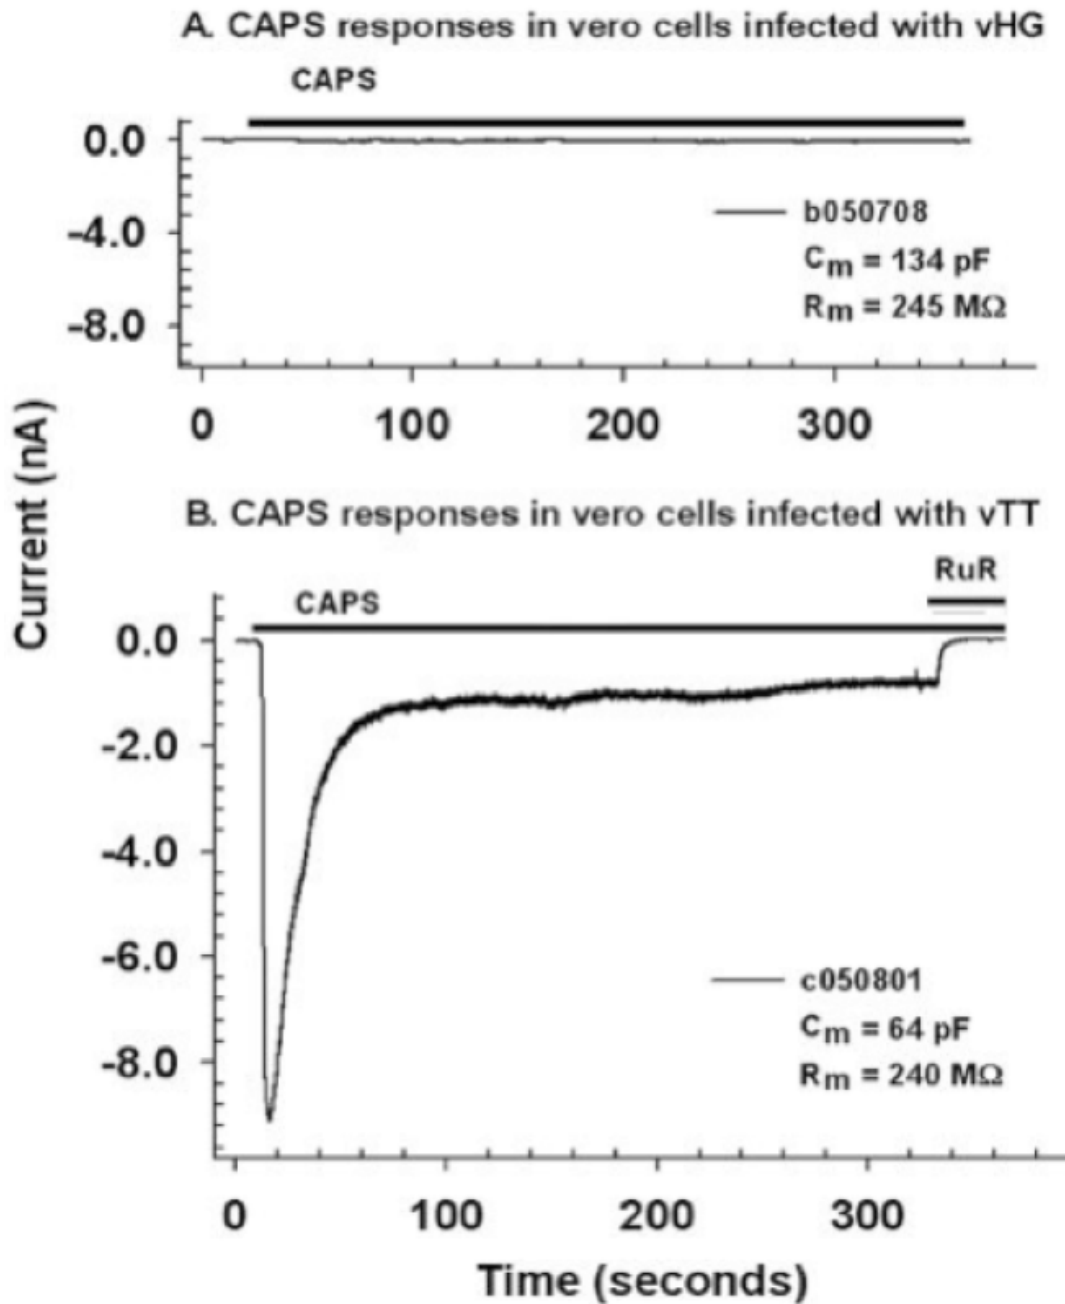 A. CAPS responses in vero cells infected with vHG
CAPS
0.0
-4.0
-8.0
b050708
Cm = 134 pF
Rm = 245 MΩ
0 100 200 300
Current (nA)
B. CAPS responses in vero cells infected with vTT
RuR
CAPS
0.0
-2.0
-4.0
-6.0
-8.0
c050801
Cm = 64 pF
Rm = 240 MΩ
0 100 200 300
Time (seconds)